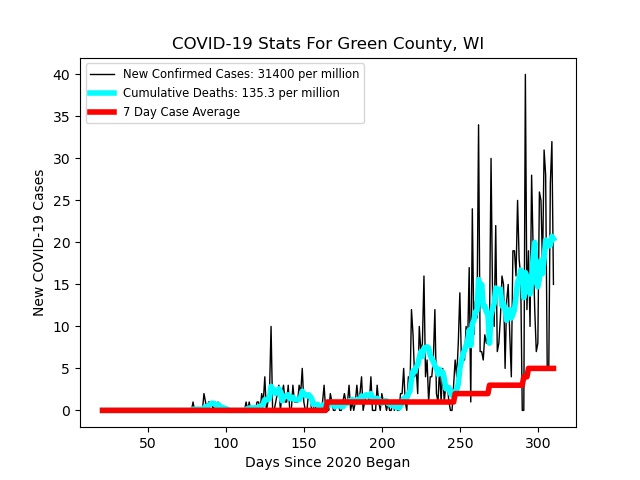 COVID-19 Stats For Green County, WI
New Confirmed Cases: 31400 per million
Cumulative Deaths: 135.3 per million
7 Day Case Average
New COVID-19 Cases
40
35
30
25
20
15
10
5
0
50 100 150 200 250 300
Days Since 2020 Began